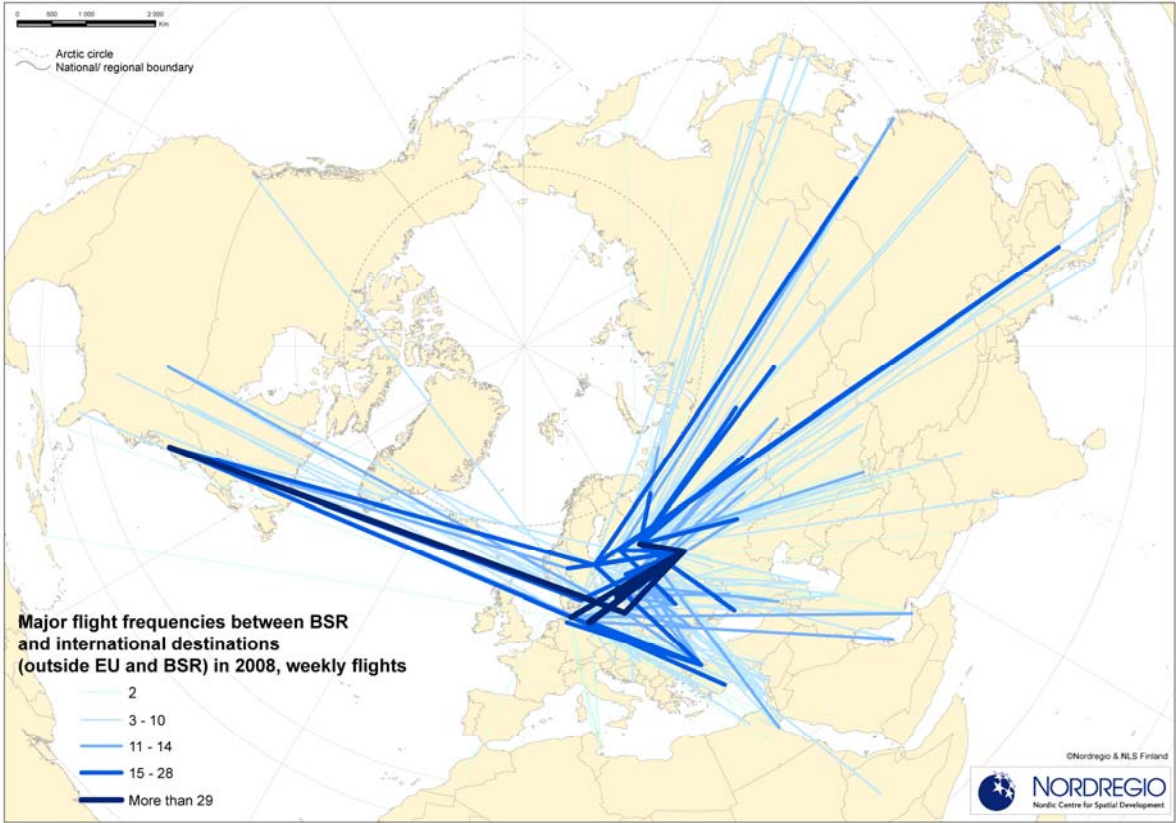 0 500 1 000 2 000
Km
Arctic circle
National/ regional boundary
Major flight frequencies between BSR
and international destinations
(outside EU and BSR) in 2008, weekly flights
2
3 - 10
11 - 14
15 - 28
More than 29
©Nordregio & NLS Finland
NORDREGIO
Nordic Centre for Spatial Development